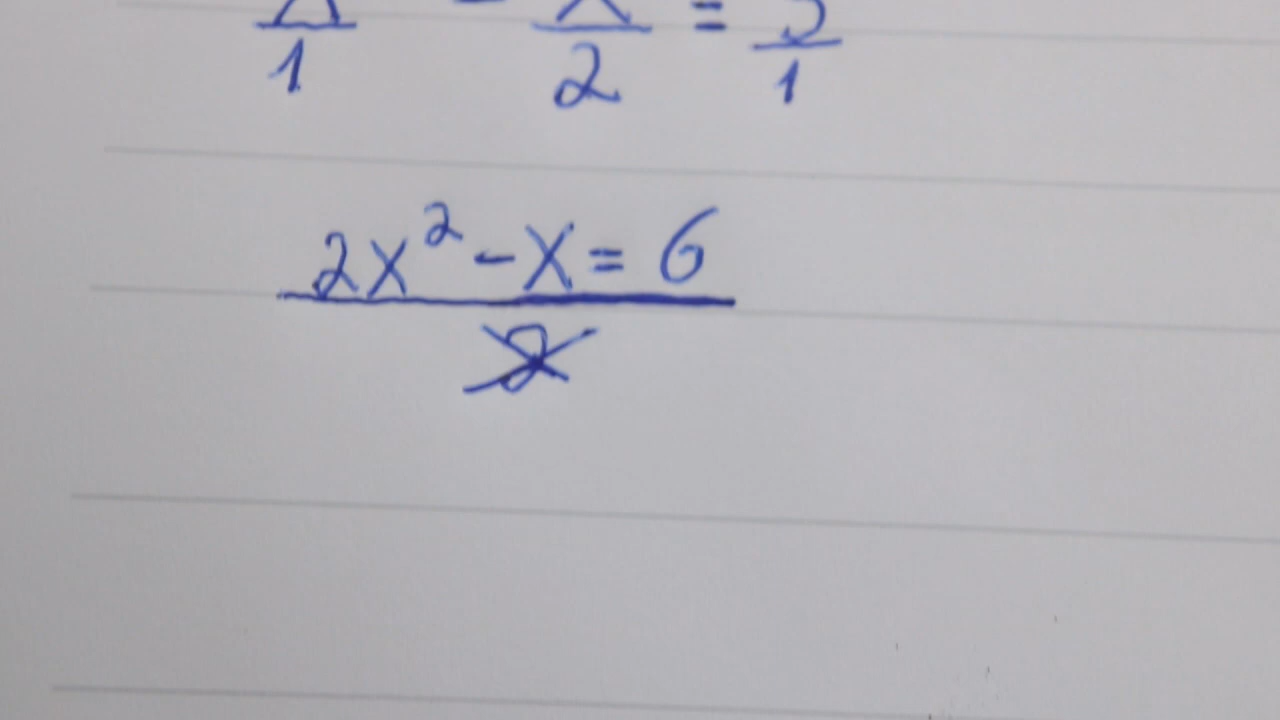 1 - 2 = 1
2x² - x = 6
2